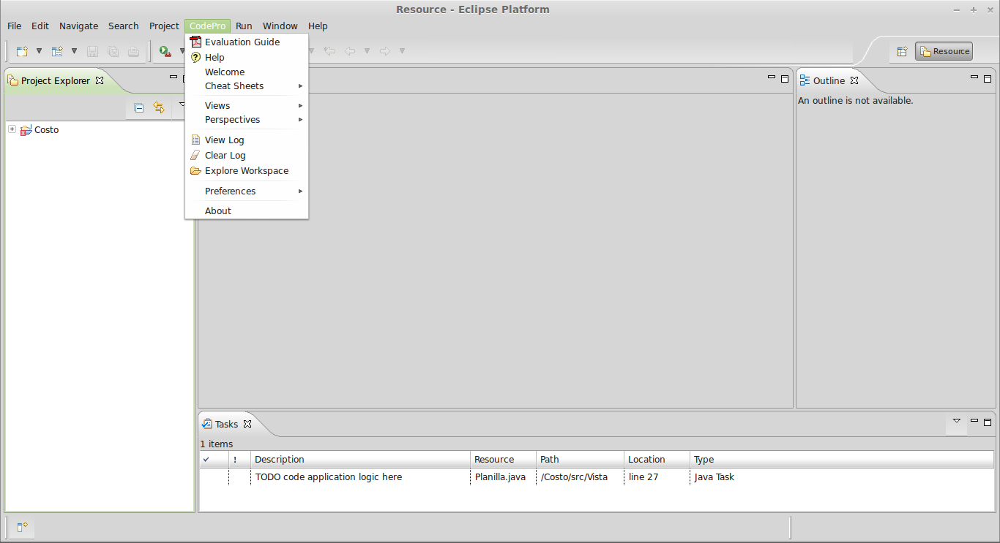 Resource - Eclipse Platform
File Edit Navigate Search Project CodePro Run Window Help
Resource
Evaluation Guide
Help
Welcome
Cheat Sheets
Views
Perspectives
View Log
Clear Log
Explore Workspace
Preferences
About
Project Explorer
Costo
Outline
An outline is not available.
Tasks
1 items
! Description Resource Path Location Type
TODO code application logic here Planilla.java /Costo/src/Vista line 27 Java Task